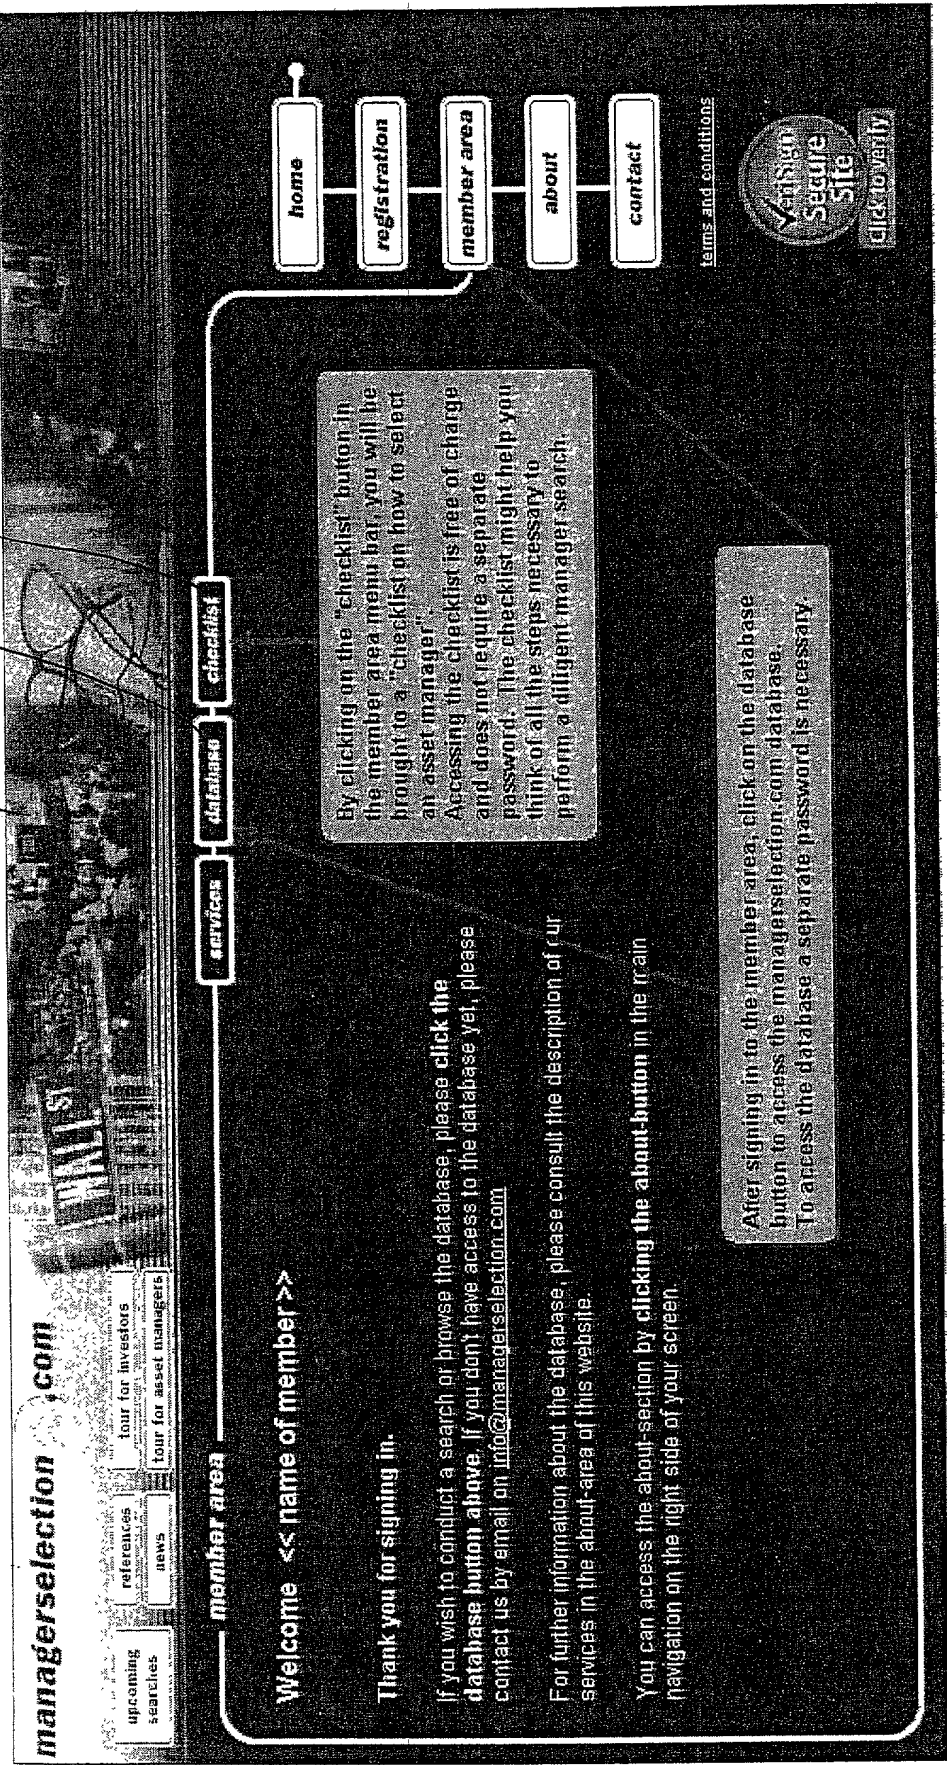 managerselection.com
upcoming
searches
references
news
tour for investors
tour for asset managers
WALL ST
member area
services
database
checklist
home
registration
member area
about
contact
terms and conditions
VeriSign
Secure
Site
Click to verify
Welcome << name of member >>
Thank you for signing in.
If you wish to conduct a search or browse the database, please click the
database button above. If you don't have access to the database yet, please
contact us by email on info@managerselection.com
For further information about the database, please consult the description of our
services in the about-area of this website.
You can access the about-section by clicking the about-button in the main
navigation on the right side of your screen.
By clicking on the "checklist" button in
the member area menu bar, you will be
brought to a "checklist on how to select
an asset manager".
Accessing the checklist is free of charge
and does not require a separate
password. The checklist might help you
think of all the steps necessary to
perform a diligent manager search.
After signing in to the member area, click on the database
button to access the managerselection.com database.
To access the database a separate password is necessary.